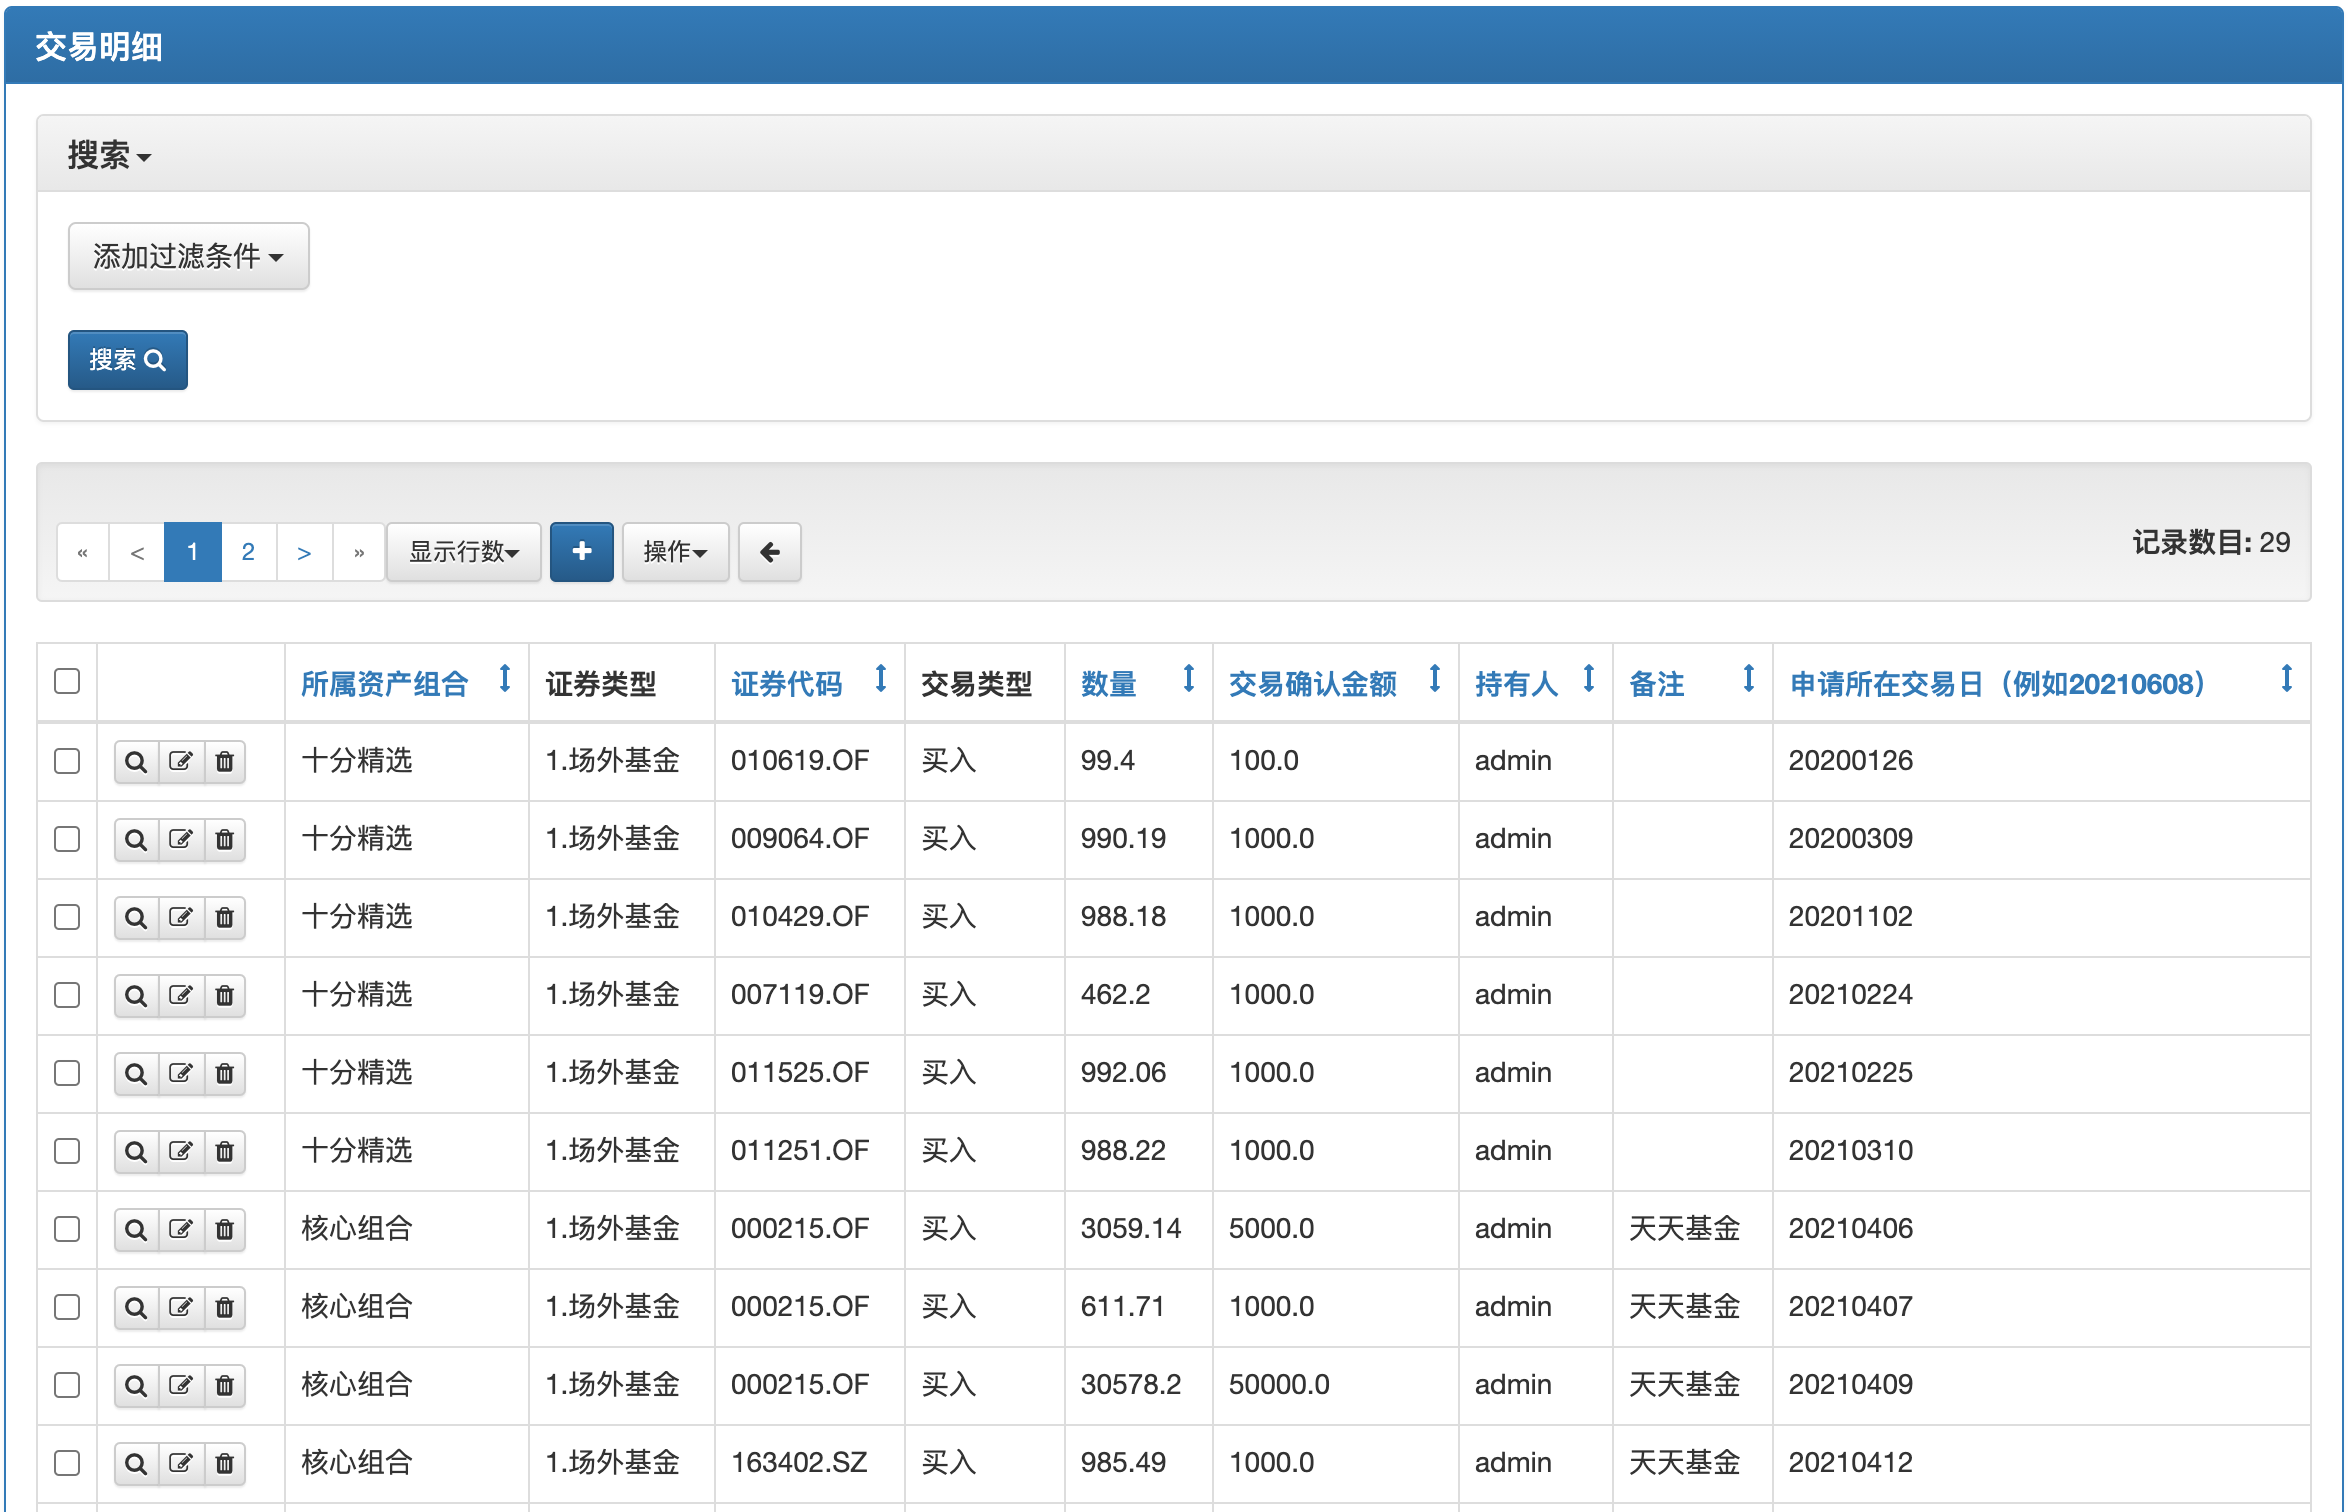 交易明细
搜索
添加过滤条件
搜索
« < 1 2 > » 显示行数 + 操作 记录数目: 29
所属资产组合 证券类型 证券代码 交易类型 数量 交易确认金额 持有人 备注 申请所在交易日（例如20210608）
十分精选 1.场外基金 010619.OF 买入 99.4 100.0 admin 20200126
十分精选 1.场外基金 009064.OF 买入 990.19 1000.0 admin 20200309
十分精选 1.场外基金 010429.OF 买入 988.18 1000.0 admin 20201102
十分精选 1.场外基金 007119.OF 买入 462.2 1000.0 admin 20210224
十分精选 1.场外基金 011525.OF 买入 992.06 1000.0 admin 20210225
十分精选 1.场外基金 011251.OF 买入 988.22 1000.0 admin 20210310
核心组合 1.场外基金 000215.OF 买入 3059.14 5000.0 admin 天天基金 20210406
核心组合 1.场外基金 000215.OF 买入 611.71 1000.0 admin 天天基金 20210407
核心组合 1.场外基金 000215.OF 买入 30578.2 50000.0 admin 天天基金 20210409
核心组合 1.场外基金 163402.SZ 买入 985.49 1000.0 admin 天天基金 20210412